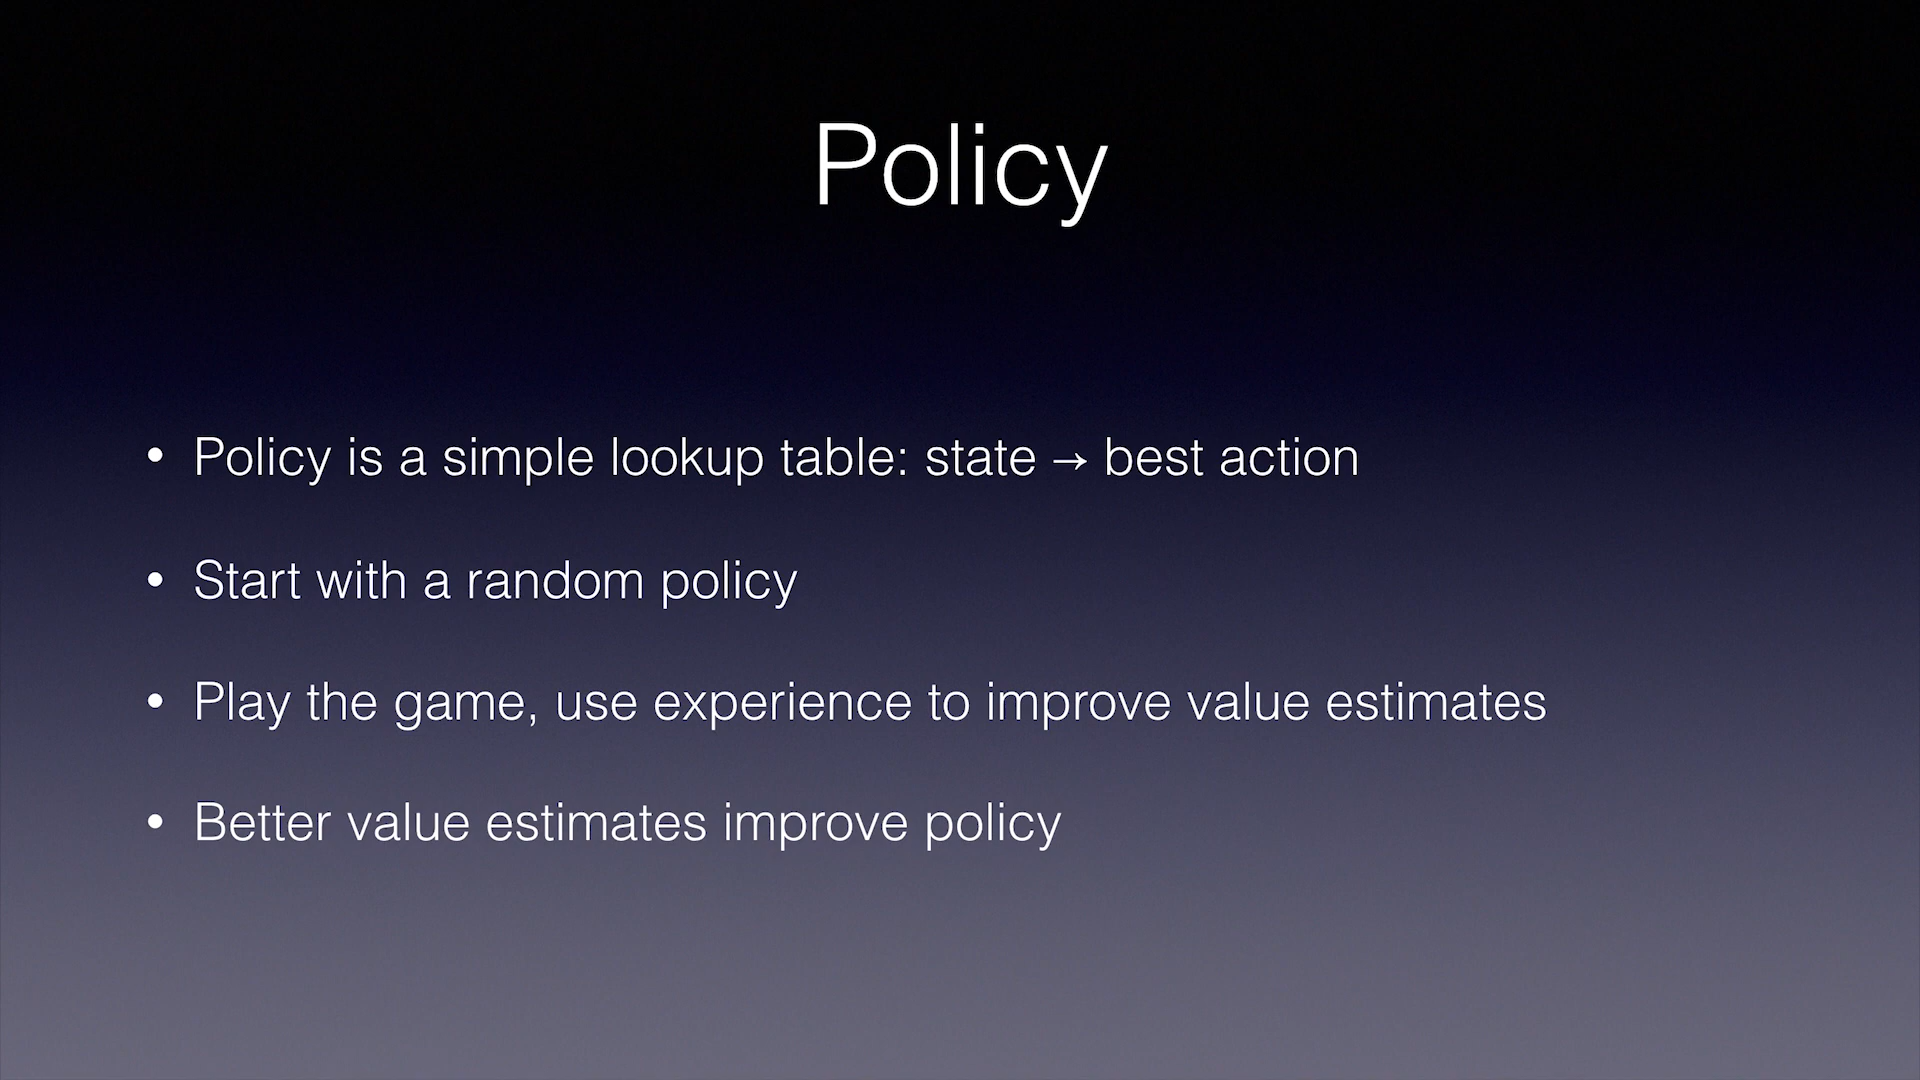 Policy
• Policy is a simple lookup table: state → best action
• Start with a random policy
• Play the game, use experience to improve value estimates
• Better value estimates improve policy